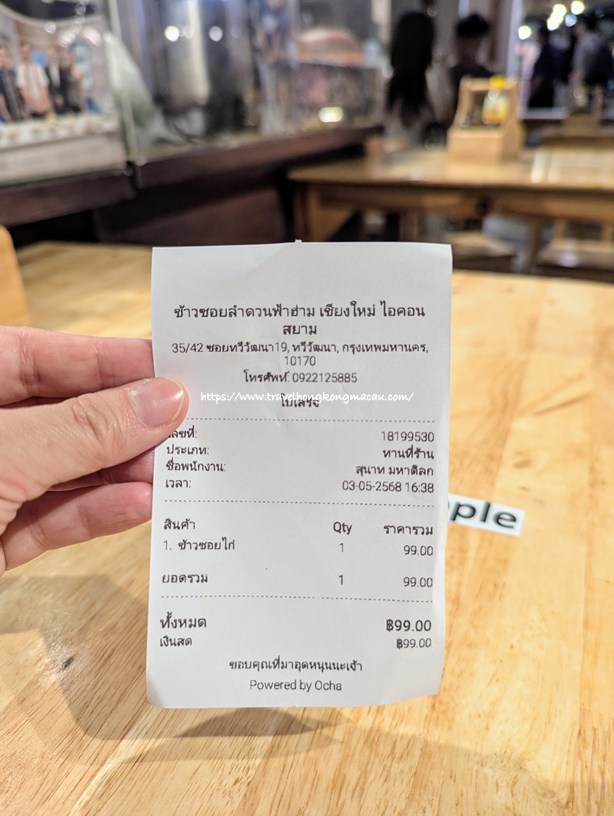 ข้าวซอยลำดวนฟ้าฮ่าม เชียงใหม่ ไอคอน
สยาม
35/42 ซอยทวีวัฒนา19, ทวีวัฒนา, กรุงเทพมหานคร,
10170
โทรศัพท์: 0922125885
https://www.travelhongkongmacau.com/
ใบเสร็จ
เลขที่: 18199530
ประเภท: ทานที่ร้าน
ชื่อพนักงาน: สุนาท มหาดิลก
เวลา: 03-05-2568 16:38
สินค้า Qty ราคารวม
1. ข้าวซอยไก่ 1 99.00
ยอดรวม 1 99.00
ทั้งหมด ฿99.00
เงินสด ฿99.00
ขอบคุณที่มาอุดหนุนนะเจ้า
Powered by Ocha
ple